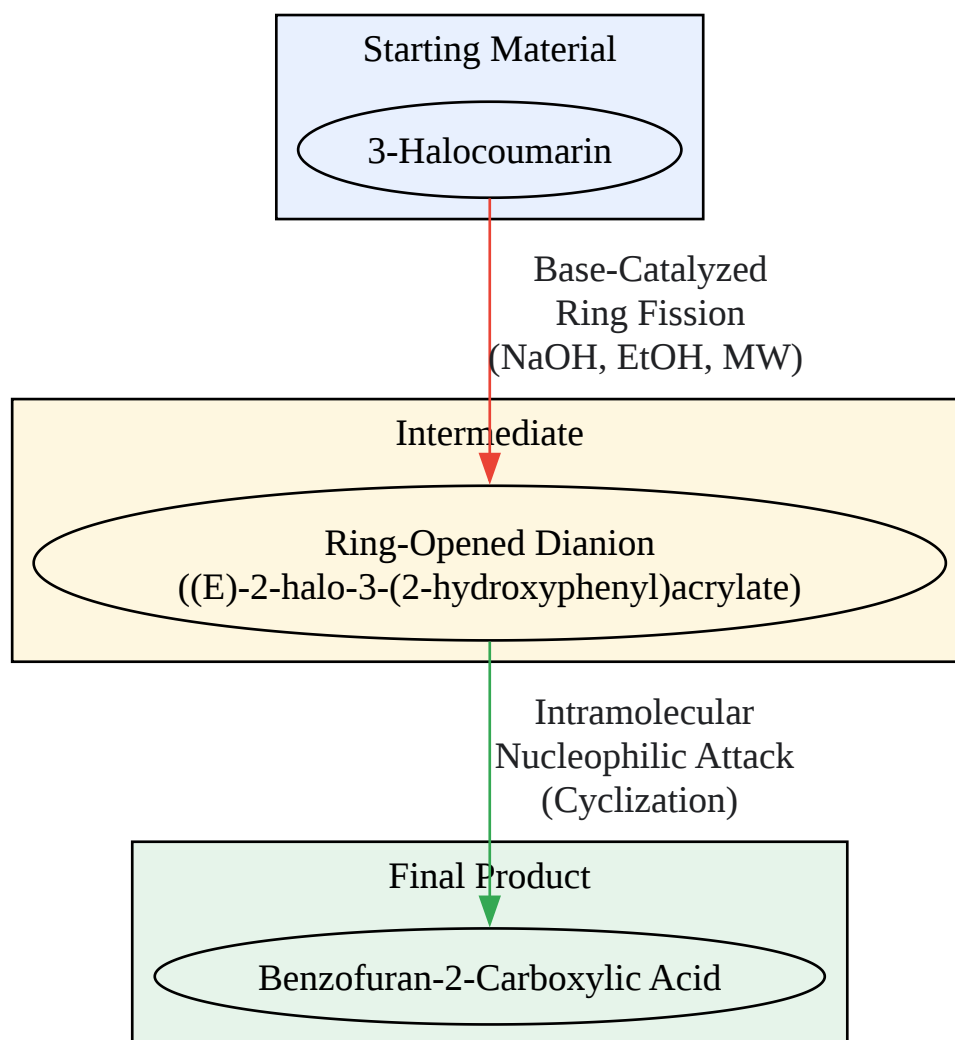 Starting Material
3-Halocoumarin
Base-Catalyzed
Ring Fission
(NaOH, EtOH, MW)
Intermediate
Ring-Opened Dianion
((E)-2-halo-3-(2-hydroxyphenyl)acrylate)
Intramolecular
Nucleophilic Attack
(Cyclization)
Final Product
Benzofuran-2-Carboxylic Acid